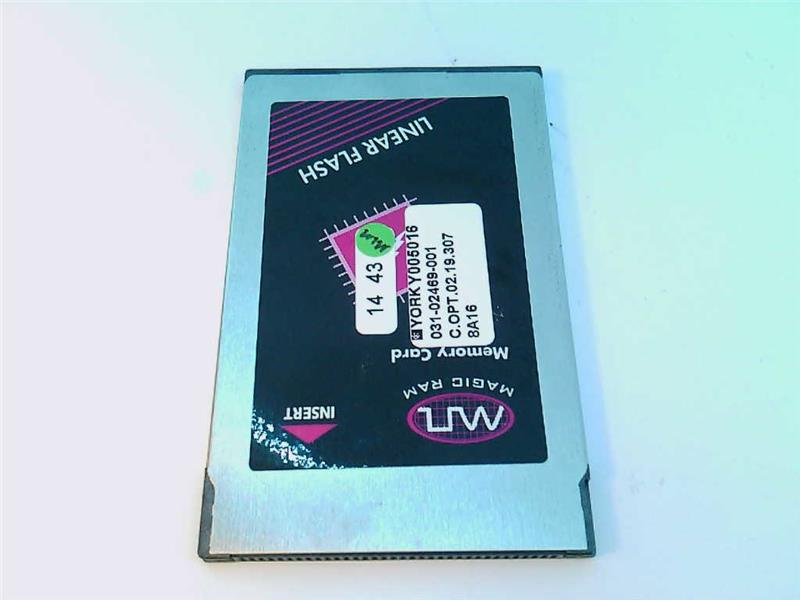 LINEAR FLASH
14 43
YORK Y005016
031-02469-001
C.OPT.02.19.307
8A16
Memory Card
MAGIC RAM
INSERT